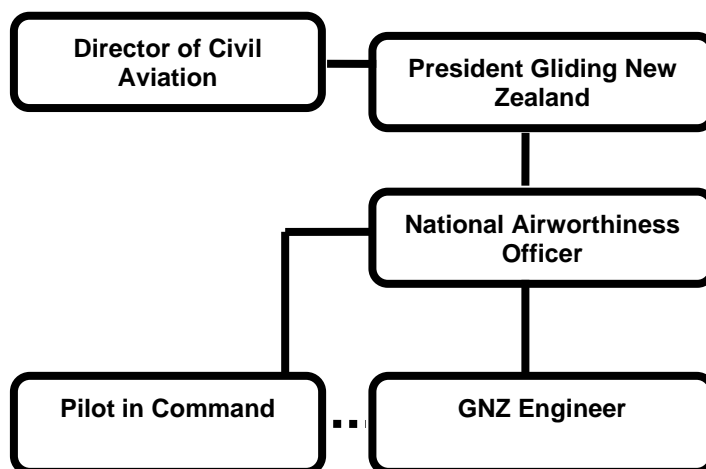 Director of Civil
Aviation
President Gliding New
Zealand
National Airworthiness
Officer
Pilot in Command
GNZ Engineer